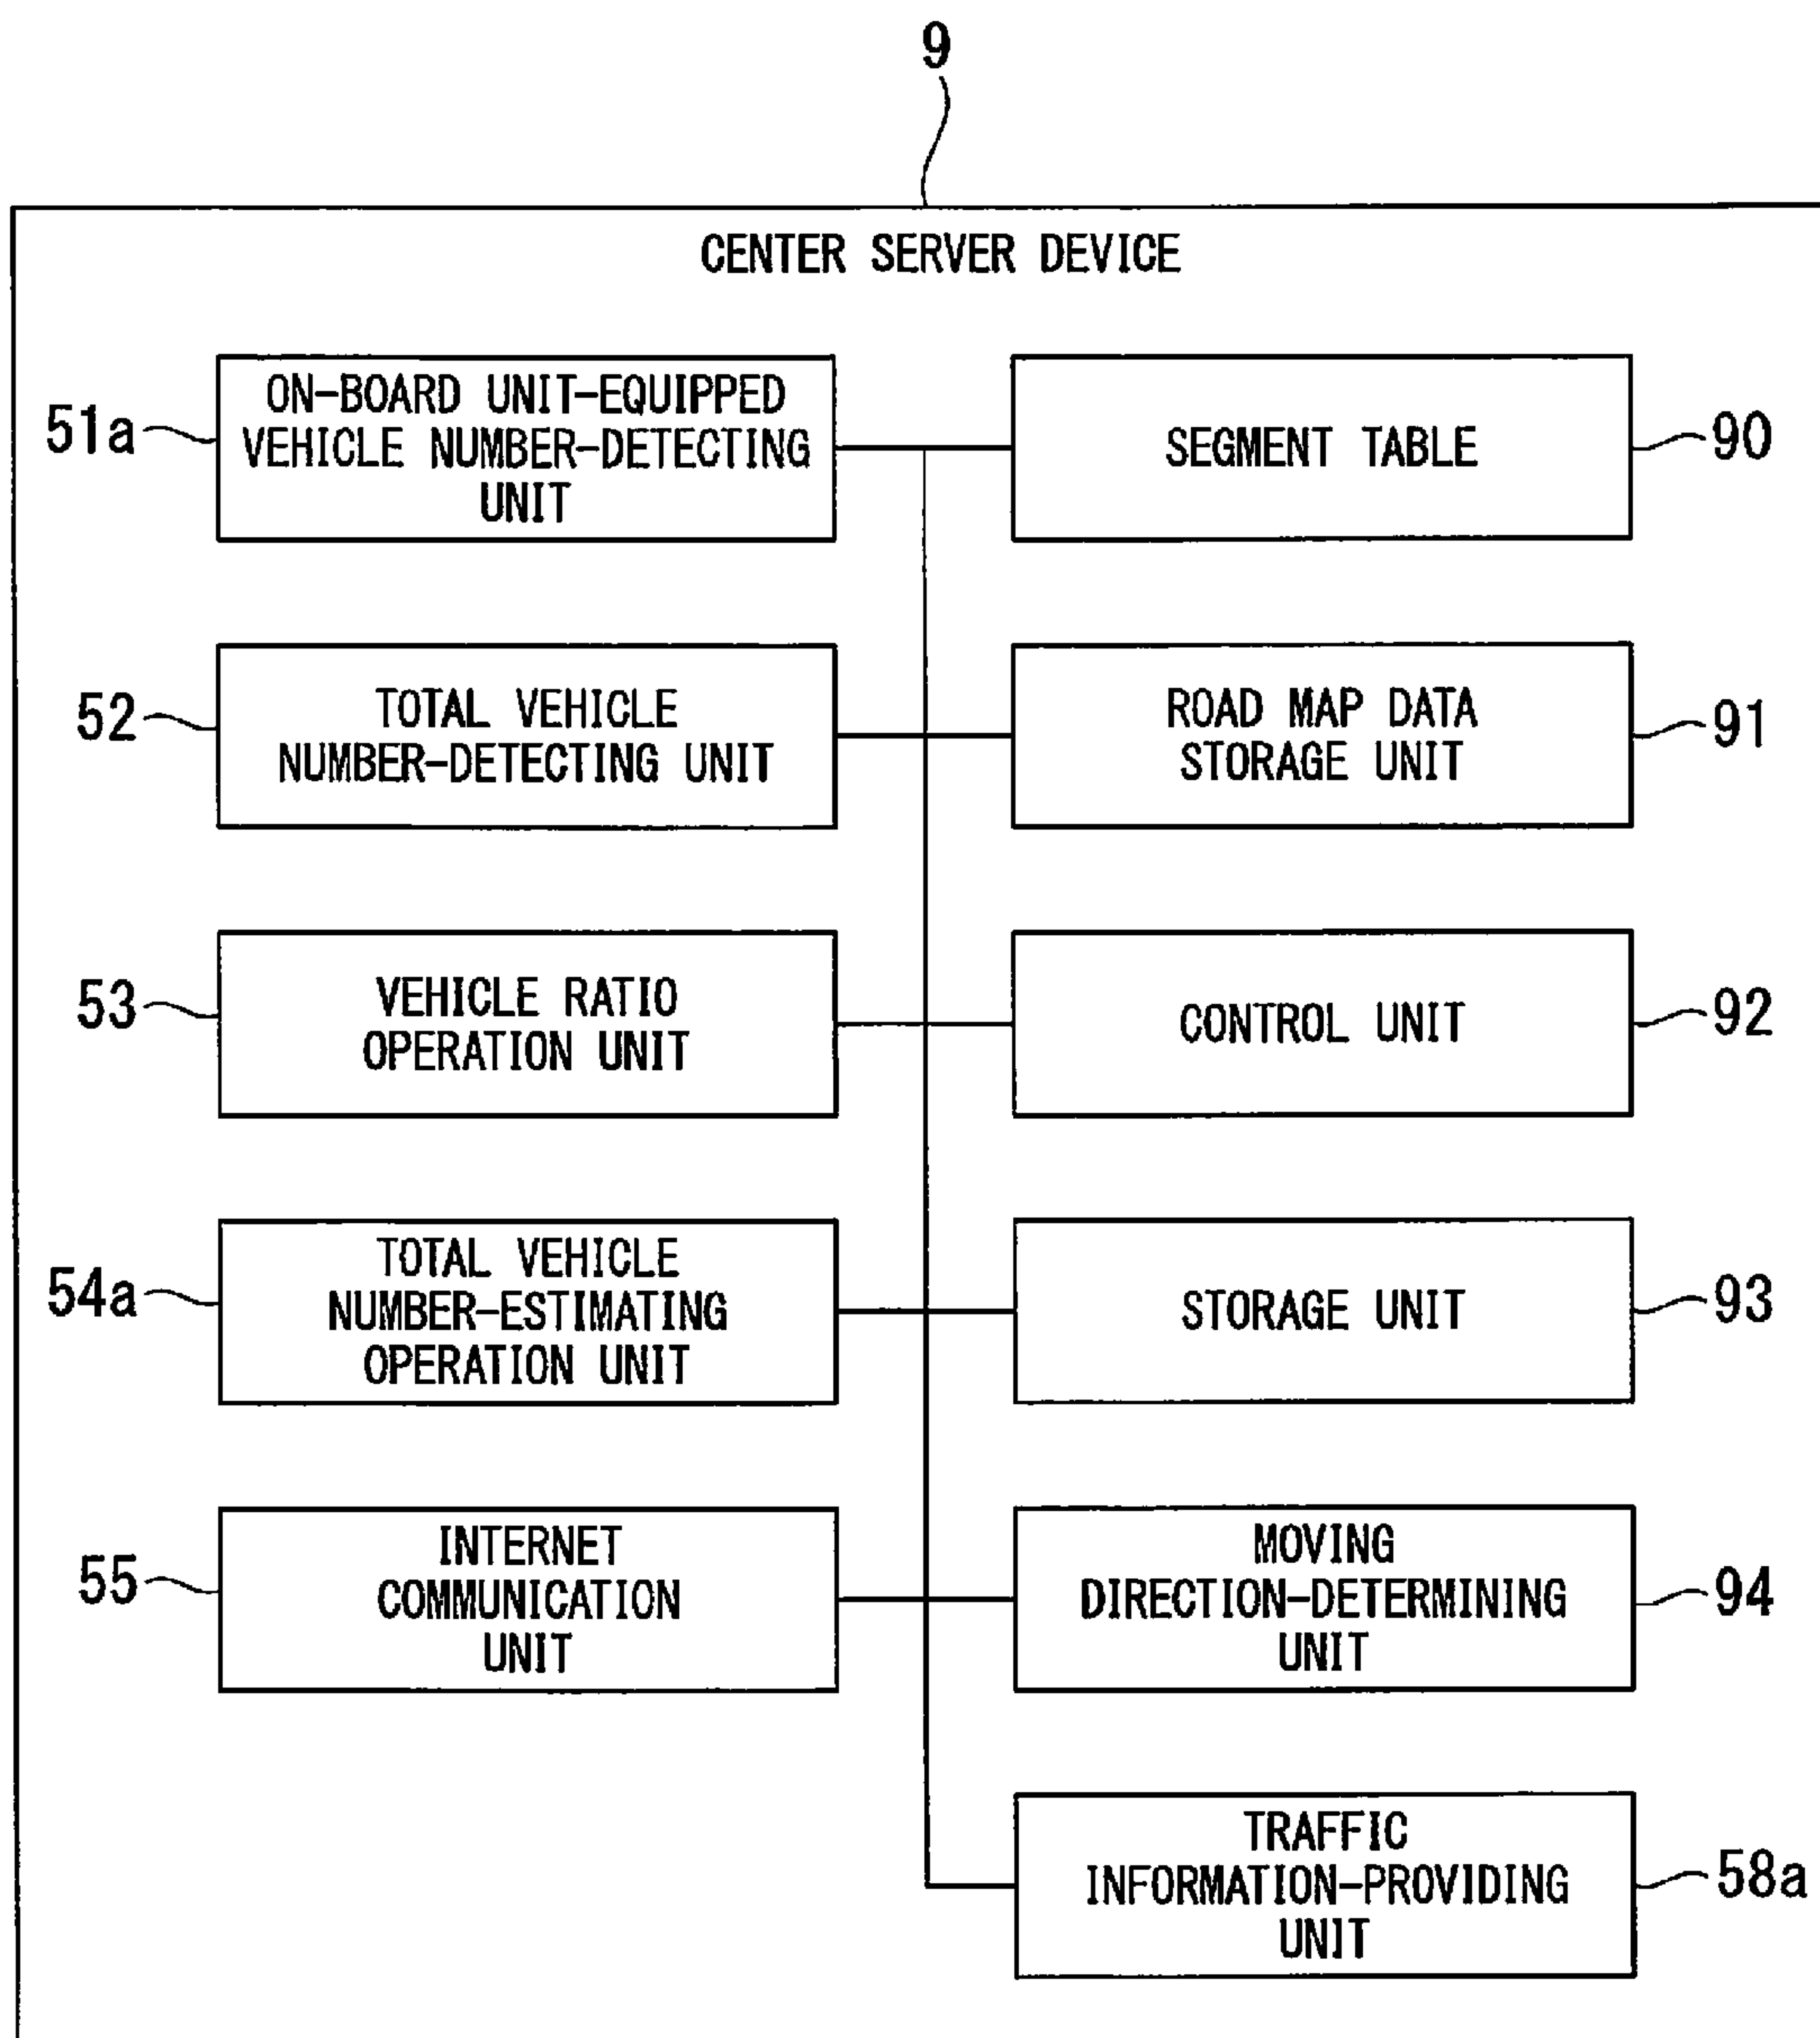 9
CENTER SERVER DEVICE
51a
ON-BOARD UNIT-EQUIPPED
VEHICLE NUMBER-DETECTING
UNIT
SEGMENT TABLE
90
52
TOTAL VEHICLE
NUMBER-DETECTING UNIT
ROAD MAP DATA
STORAGE UNIT
91
53
VEHICLE RATIO
OPERATION UNIT
CONTROL UNIT
92
54a
TOTAL VEHICLE
NUMBER-ESTIMATING
OPERATION UNIT
STORAGE UNIT
93
55
INTERNET
COMMUNICATION
UNIT
MOVING
DIRECTION-DETERMINING
UNIT
94
TRAFFIC
INFORMATION-PROVIDING
UNIT
58a